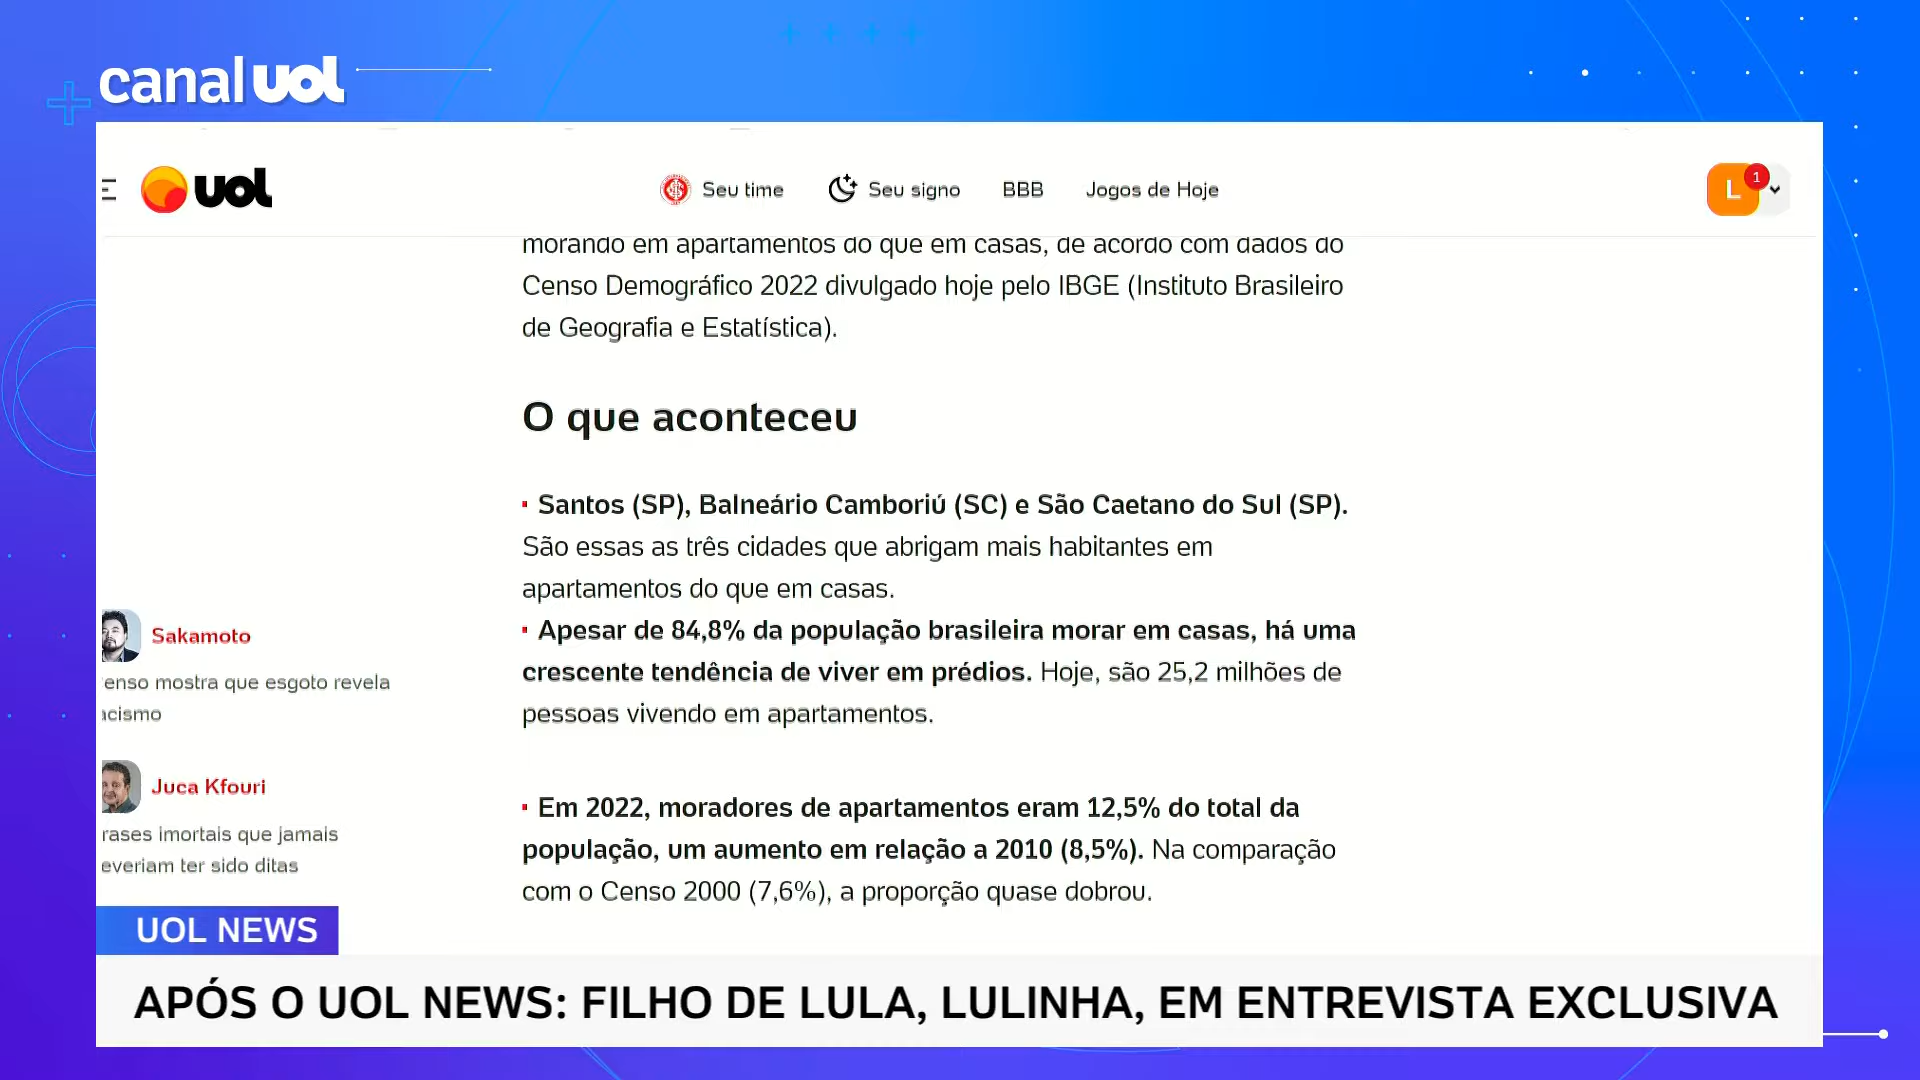 canal uol
uol
Seu time
Seu signo
BBB
Jogos de Hoje
L
1
morando em apartamentos do que em casas, de acordo com dados do
Censo Demográfico 2022 divulgado hoje pelo IBGE (Instituto Brasileiro
de Geografia e Estatística).
O que aconteceu
Santos (SP), Balneário Camboriú (SC) e São Caetano do Sul (SP).
São essas as três cidades que abrigam mais habitantes em
apartamentos do que em casas.
Apesar de 84,8% da população brasileira morar em casas, há uma
crescente tendência de viver em prédios. Hoje, são 25,2 milhões de
pessoas vivendo em apartamentos.
Em 2022, moradores de apartamentos eram 12,5% do total da
população, um aumento em relação a 2010 (8,5%). Na comparação
com o Censo 2000 (7,6%), a proporção quase dobrou.
Sakamoto
enso mostra que esgoto revela
acismo
Juca Kfouri
rases imortais que jamais
everiam ter sido ditas
UOL NEWS
APÓS O UOL NEWS: FILHO DE LULA, LULINHA, EM ENTREVISTA EXCLUSIVA